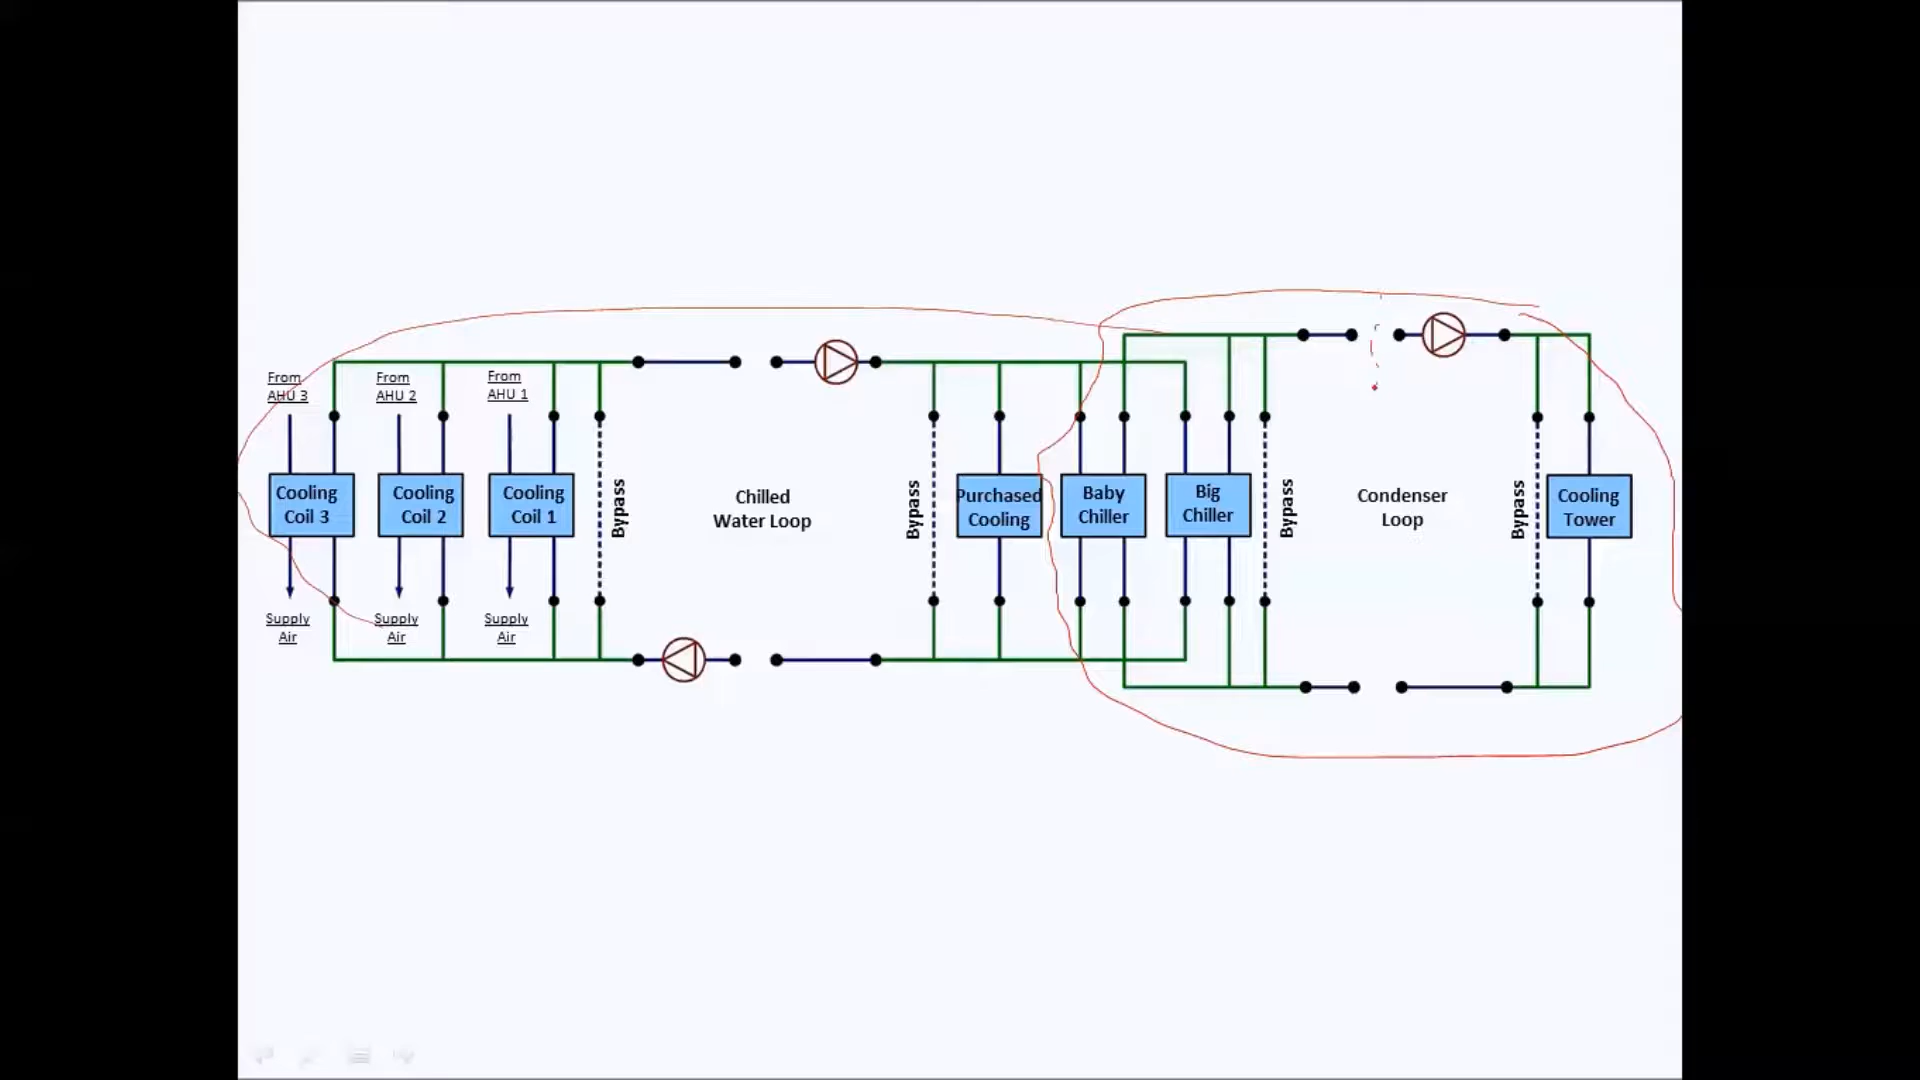 From
AHU 3
From
AHU 2
From
AHU 1
Cooling
Coil 3
Cooling
Coil 2
Cooling
Coil 1
Bypass
Chilled
Water Loop
Bypass
Purchased
Cooling
Baby
Chiller
Big
Chiller
Bypass
Condenser
Loop
Bypass
Cooling
Tower
Supply
Air
Supply
Air
Supply
Air